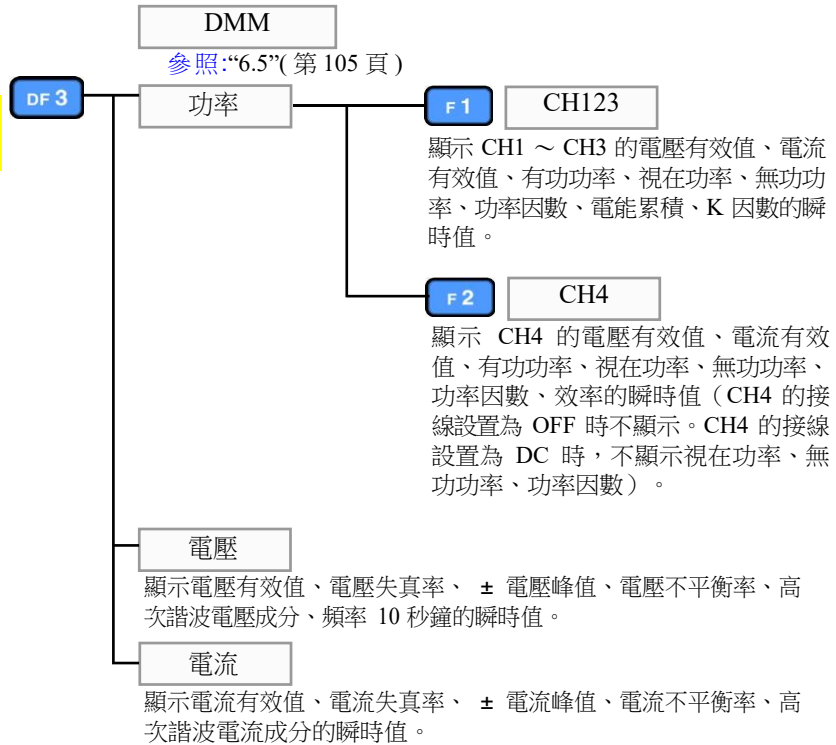 DMM
參照:“6.5”( 第 105 頁 )
DF 3
功率
F 1
CH123
顯示 CH1 ～ CH3 的電壓有效值、電流
有效值、有功功率、視在功率、無功功
率、功率因數、電能累積、K 因數的瞬
時值。
F 2
CH4
顯示 CH4 的電壓有效值、電流有效
值、有功功率、視在功率、無功功率、
功率因數、效率的瞬時值（CH4 的接
線設置為 OFF 時不顯示。CH4 的接線
設置為 DC 時，不顯示視在功率、無
功功率、功率因數）。
電壓
顯示電壓有效值、電壓失真率、 ± 電壓峰值、電壓不平衡率、高
次諧波電壓成分、頻率 10 秒鐘的瞬時值。
電流
顯示電流有效值、電流失真率、 ± 電流峰值、電流不平衡率、高
次諧波電流成分的瞬時值。